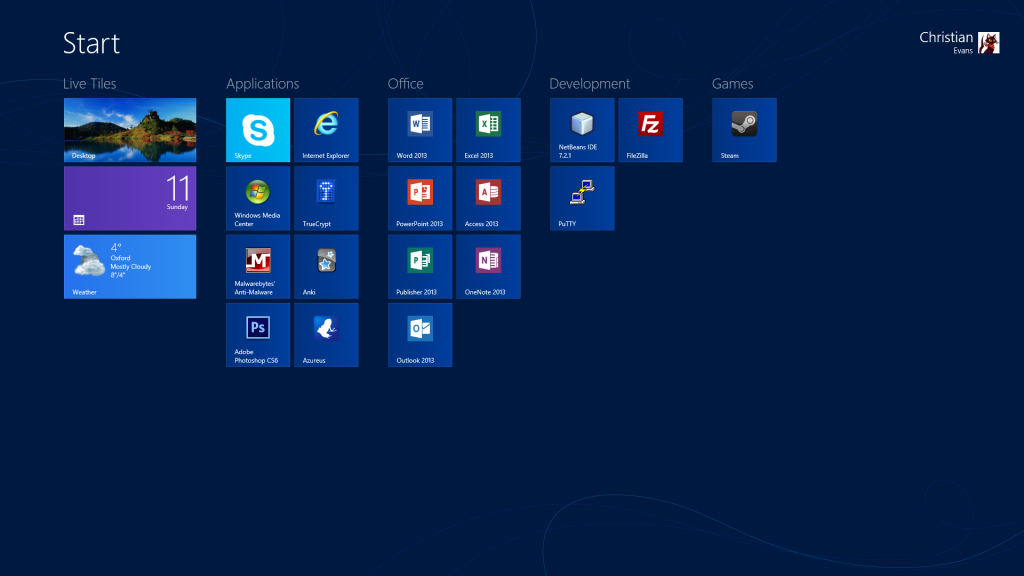 Start
Christian
Evans
Live Tiles
Desktop
11
Sunday
4°
Oxford
Mostly Cloudy
8°/4°
Weather
Applications
S
Skype
Internet Explorer
Windows Media
Center
TrueCrypt
M
Malwarebytes'
Anti-Malware
Anki
Ps
Adobe
Photoshop CS6
Azureus
Office
W
Word 2013
X
Excel 2013
P
PowerPoint 2013
A
Access 2013
P
Publisher 2013
N
OneNote 2013
O
Outlook 2013
Development
NetBeans IDE
7.2.1
Fz
FileZilla
PuTTY
Games
Steam